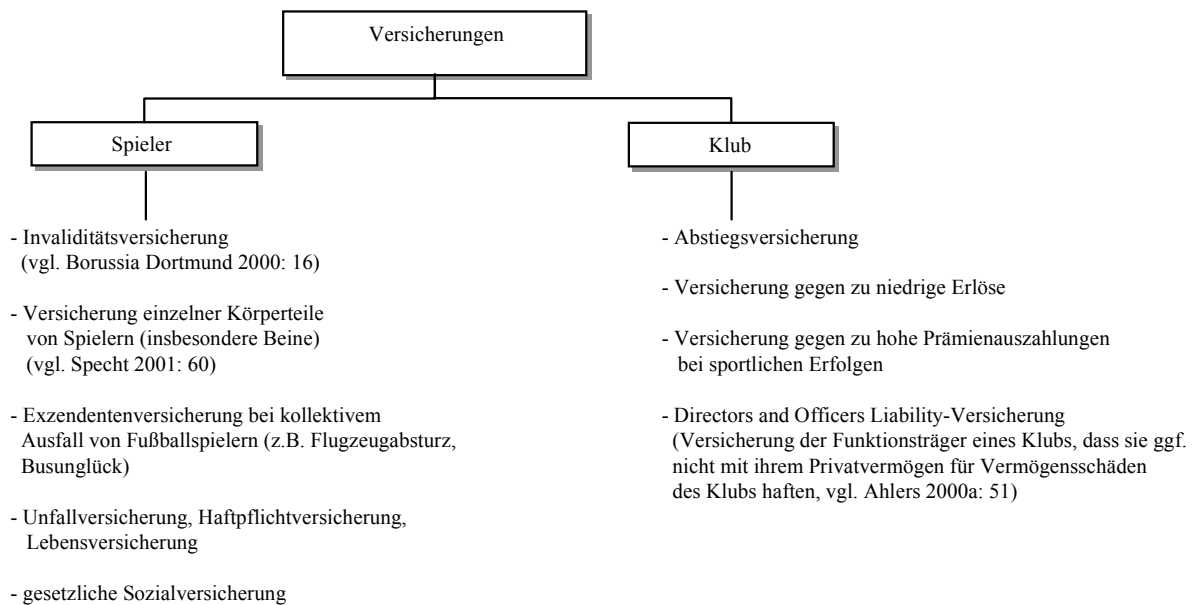 Versicherungen
Spieler
Klub
- Invaliditätsversicherung
(vgl. Borussia Dortmund 2000: 16)
- Versicherung einzelner Körperteile
von Spielern (insbesondere Beine)
(vgl. Specht 2001: 60)
- Exzendentenversicherung bei kollektivem
Ausfall von Fußballspielern (z.B. Flugzeugabsturz,
Busunglück)
- Unfallversicherung, Haftpflichtversicherung,
Lebensversicherung
- gesetzliche Sozialversicherung
- Abstiegsversicherung
- Versicherung gegen zu niedrige Erlöse
- Versicherung gegen zu hohe Prämienauszahlungen
bei sportlichen Erfolgen
- Directors and Officers Liability-Versicherung
(Versicherung der Funktionsträger eines Klubs, dass sie ggf.
nicht mit ihrem Privatvermögen für Vermögensschäden
des Klubs haften, vgl. Ahlers 2000a: 51)